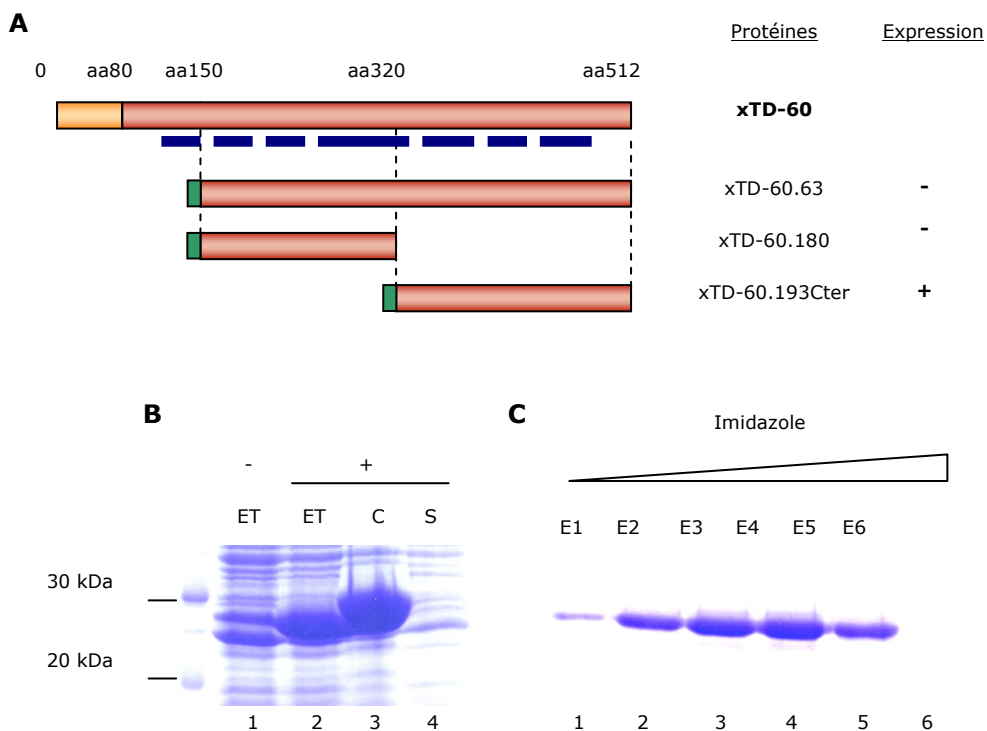 A
Protéines Expression
0 aa80 aa150 aa320 aa512
xTD-60
xTD-60.63 -
xTD-60.180 -
xTD-60.193Cter +
B
- +
ET ET C S
30 kDa
20 kDa
1 2 3 4
C
Imidazole
E1 E2 E3 E4 E5 E6
1 2 3 4 5 6